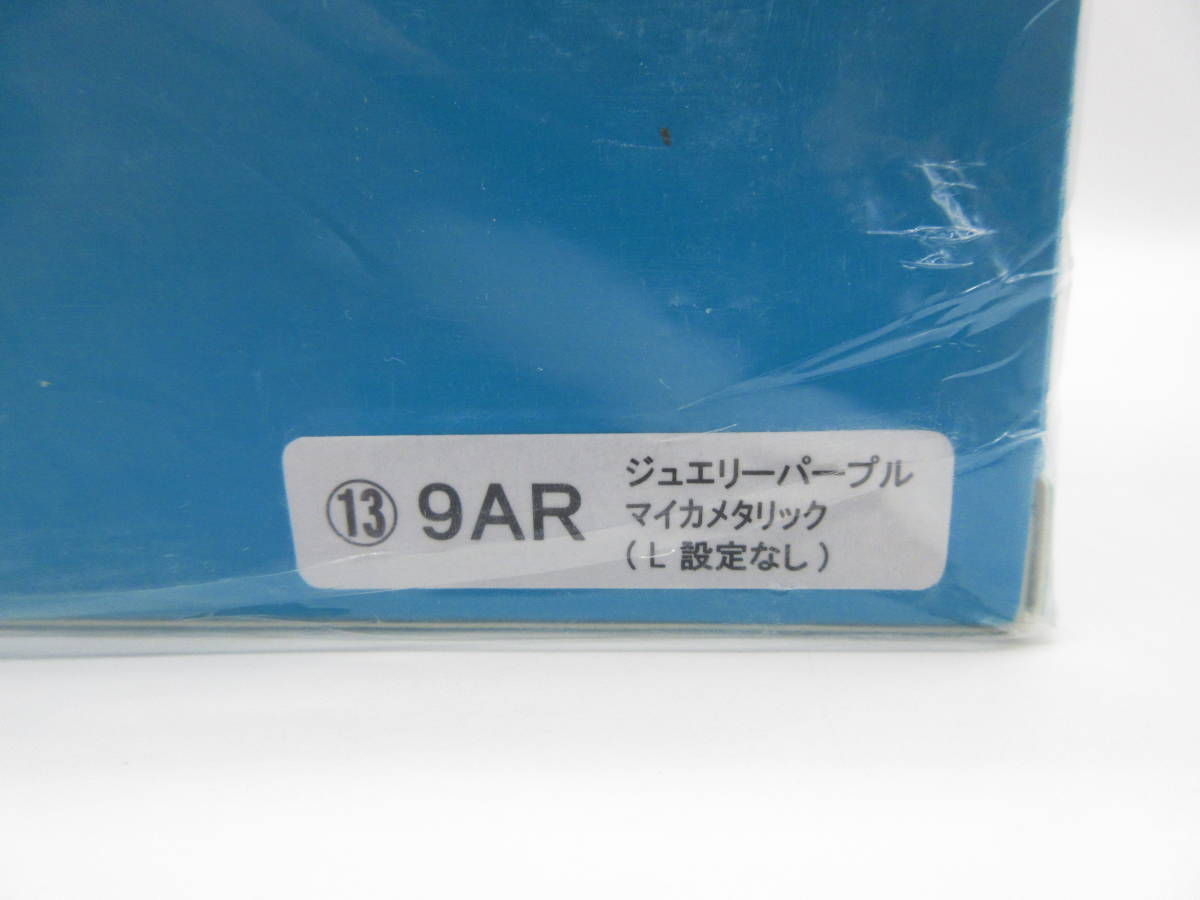 ⑬ 9AR
ジュエリーパープル
マイカメタリック
(L 設定なし)